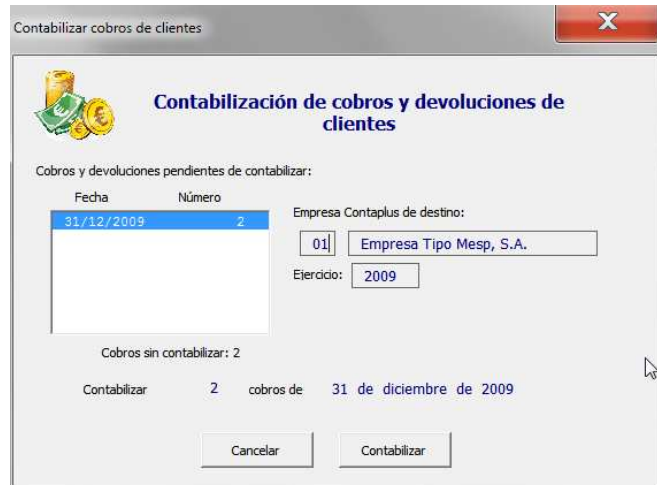 Contabilizar cobros de clientes
Contabilización de cobros y devoluciones de
clientes
Cobros y devoluciones pendientes de contabilizar:
Fecha Número
31/12/2009 2
Empresa Contaplus de destino:
01 Empresa Tipo Mesp, S.A.
Ejercicio: 2009
Cobros sin contabilizar: 2
Contabilizar 2 cobros de 31 de diciembre de 2009
Cancelar Contabilizar